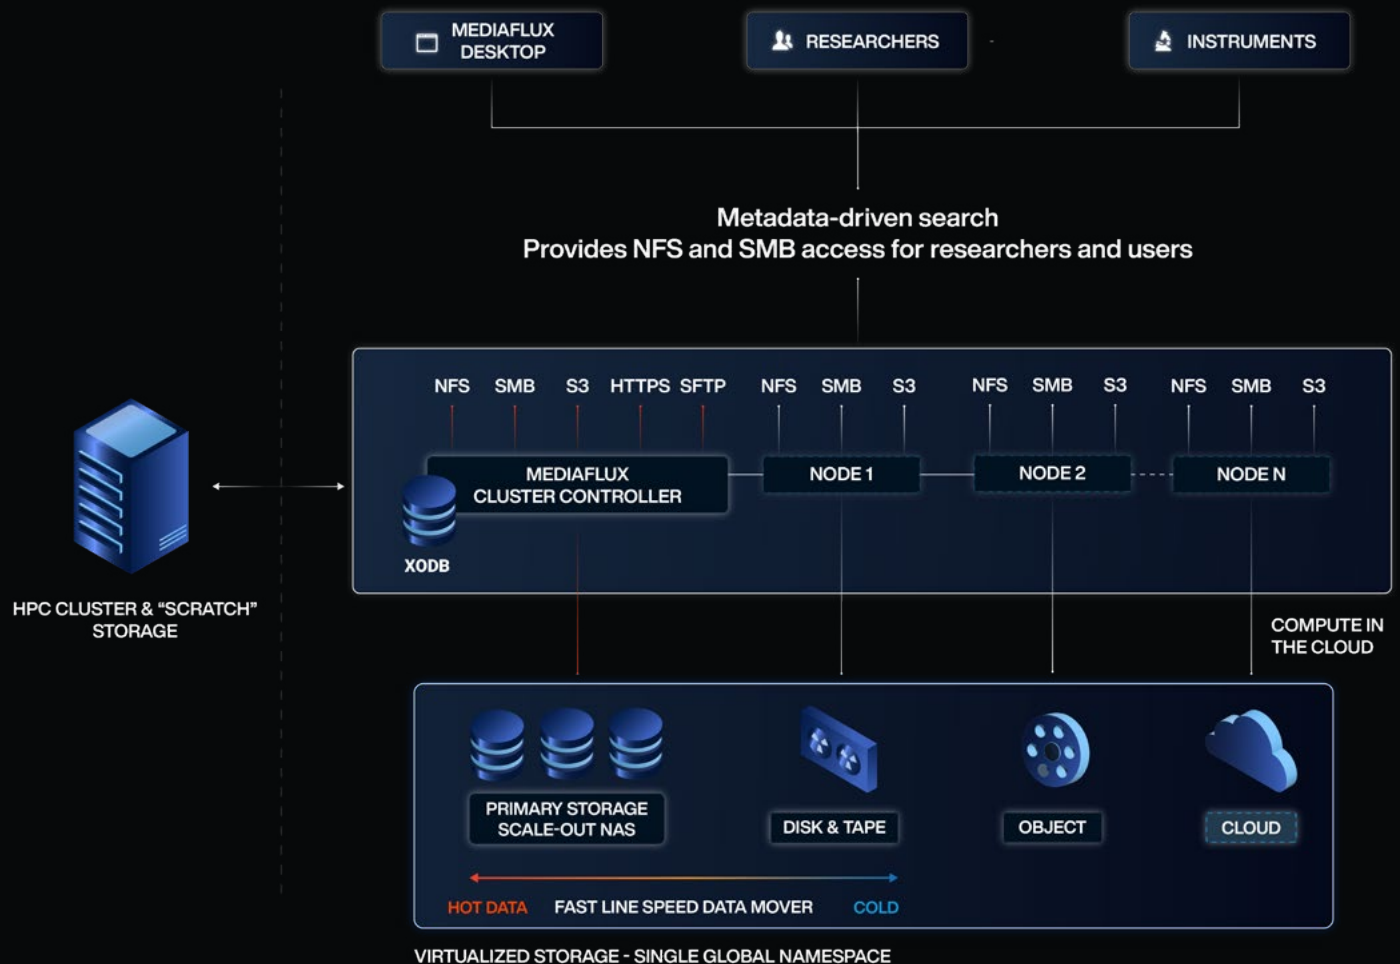 MEDIAFLUX
DESKTOP
RESEARCHERS
INSTRUMENTS
Metadata-driven search
Provides NFS and SMB access for researchers and users
NFS SMB S3 HTTPS SFTP NFS SMB S3 NFS SMB S3 NFS SMB S3
MEDIAFLUX
CLUSTER CONTROLLER
NODE 1
NODE 2
NODE N
XODB
HPC CLUSTER & “SCRATCH”
STORAGE
COMPUTE IN
THE CLOUD
PRIMARY STORAGE
SCALE-OUT NAS
DISK & TAPE
OBJECT
CLOUD
HOT DATA FAST LINE SPEED DATA MOVER COLD
VIRTUALIZED STORAGE - SINGLE GLOBAL NAMESPACE